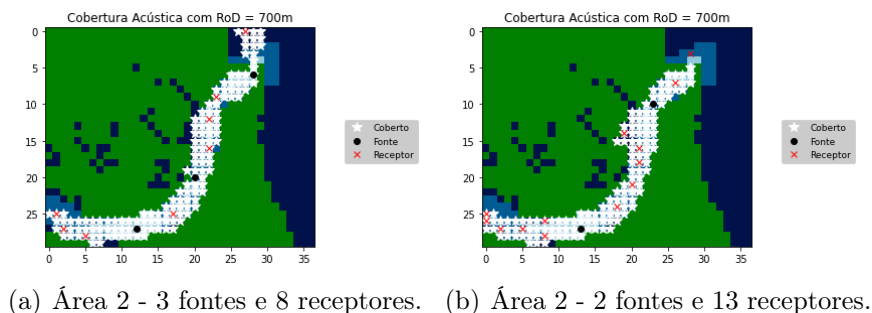 Cobertura Acústica com RoD = 700m
0
5
10
15
20
25
0 5 10 15 20 25 30 35
Coberto
Fonte
Receptor
(a) Área 2 - 3 fontes e 8 receptores.
Cobertura Acústica com RoD = 700m
0
5
10
15
20
25
0 5 10 15 20 25 30 35
Coberto
Fonte
Receptor
(b) Área 2 - 2 fontes e 13 receptores.